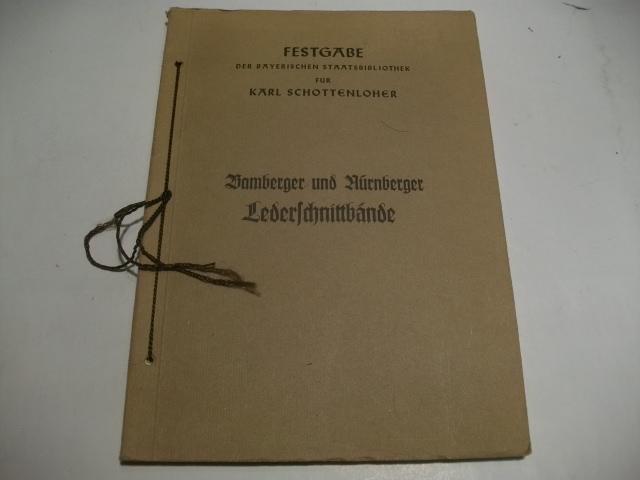 FESTGABE
DER BAYERISCHEN STAATSBIBLIOTHEK
FÜR
KARL SCHOTTENLOHER
Bamberger und Nürnberger
Lederschnittbände